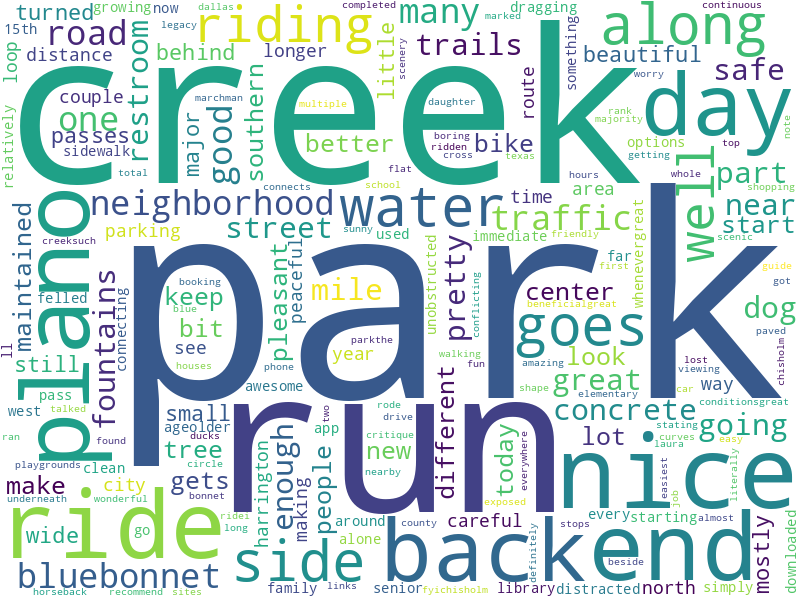 turned growing now dallas completed many dragging marked continuous
15th legacy riding along
road behind longer scenery trails something
loop distance restroom beautiful safe
creek
couple marchman little route worry
one southern multiple daughter day
relatively passes major good better boring ridden bike rank majority
sidewalk flat cross options top note
total texas getting
connects school hours whole shopping
neighborhood water time area well part
plano street sunny used traffic near
parking immediate friendly far scenic start
creeksuch peaceful first
maintained fountains pleasant unobstructed pretty conflicting whenevergreat
connecting booking mile center guide
felled keep blue beneficialgreat got dog
park
bit parkthe goes paved
ll see houses year walking look viewing lost chisholm
still phone fun amazing great way
pass awesome shape elementary car conditionsgreat
west small two rode drive concrete going
talked ageolder run stating
ran found ducks app critique different today lot curves easy
tree circle harrington enough people new nearby everywhere laura
playgrounds clean nice
make gets literally
underneath city bonnet making exposed easiest job
wonderful ridei around county careful every starting almost
ride wide go long side alone backend mostly downloaded
bluebonnet stops definitely beside
horseback recommend sites family links senior fyichisholm library distracted north simply